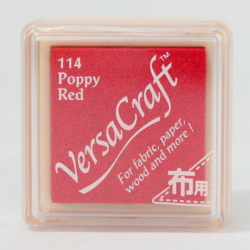 114
Poppy
Red
VersaCraft™
For fabric, paper,
wood and more !
布用